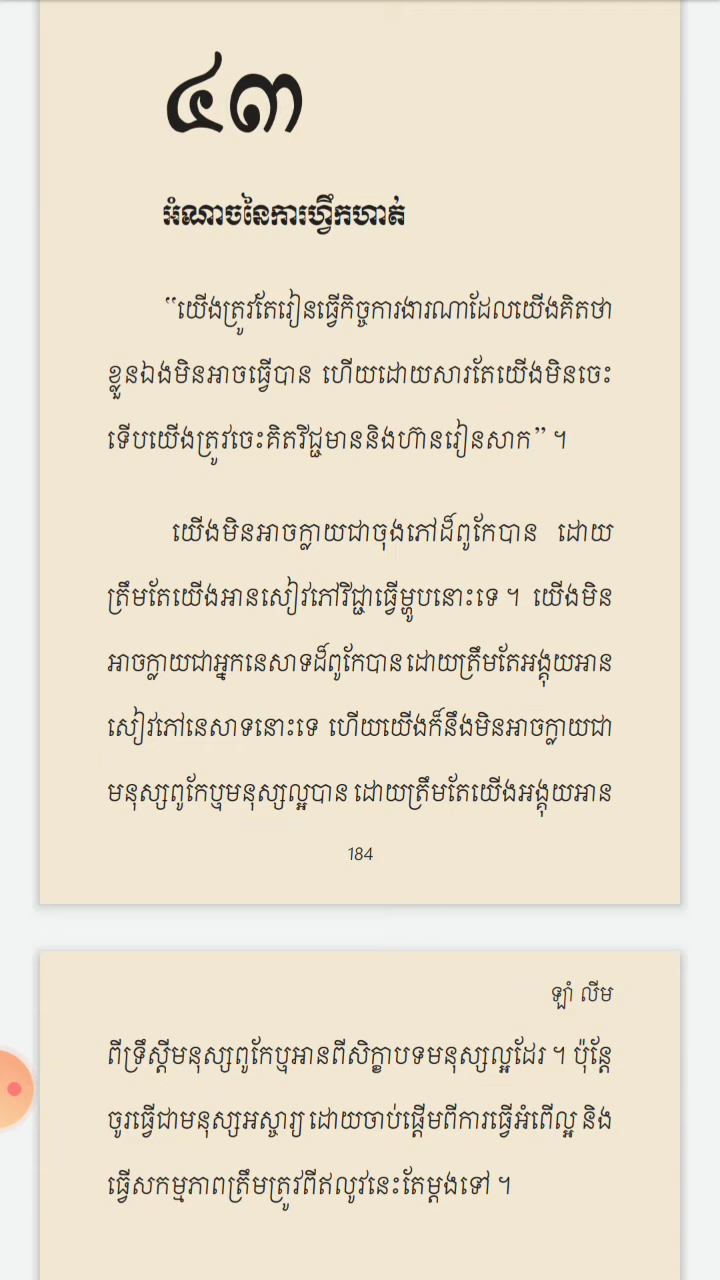 ៤៣
អំណាចនៃការហ្វឹកហាត់
“យើងត្រូវតែរៀនធ្វើកិច្ចការងារណាដែលយើងគិតថា
ខ្លួនឯងមិនអាចធ្វើបាន ហើយដោយសារតែយើងមិនចេះ
ទើបយើងត្រូវចេះគិតវិជ្ជមាននិងហ៊ានរៀនសាក” ។
យើងមិនអាចក្លាយជាចុងភៅដ៏ពូកែបាន ដោយ
ត្រឹមតែយើងអានសៀវភៅវិជ្ជាធ្វើម្ហូបនោះទេ ។ យើងមិន
អាចក្លាយជាអ្នកនេសាទដ៏ពូកែបាន ដោយត្រឹមតែអង្គុយអាន
សៀវភៅនេសាទនោះទេ ហើយយើងក៏នឹងមិនអាចក្លាយជា
មនុស្សពូកែឬមនុស្សល្អបាន ដោយត្រឹមតែយើងអង្គុយអាន
184
ឡាំ លីម
ពីទ្រឹស្តីមនុស្សពូកែឬអានពីសិក្ខាបទមនុស្សល្អដែរ ។ ប៉ុន្តែ
ចូរធ្វើជាមនុស្សអស្ចារ្យ ដោយចាប់ផ្តើមពីការធ្វើអំពើល្អ និង
ធ្វើសកម្មភាពត្រឹមត្រូវពីឥលូវនេះតែម្តងទៅ ។